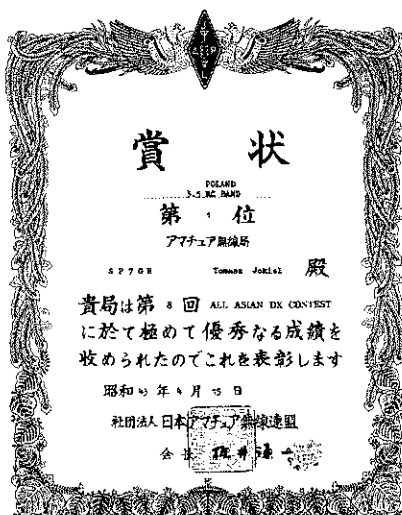 賞 状
POLAND
3.5 MC BAND
第 1 位
アマチュア無線局
SP7GH Tomasz Jokiel 殿
貴局は第 8 回 ALL ASIAN DX CONTEST
に於て極めて優秀なる成績を
収められたのでこれを表彰します
昭和 43 年 4 月 15 日
社団法人 日本アマチュア無線連盟
会長